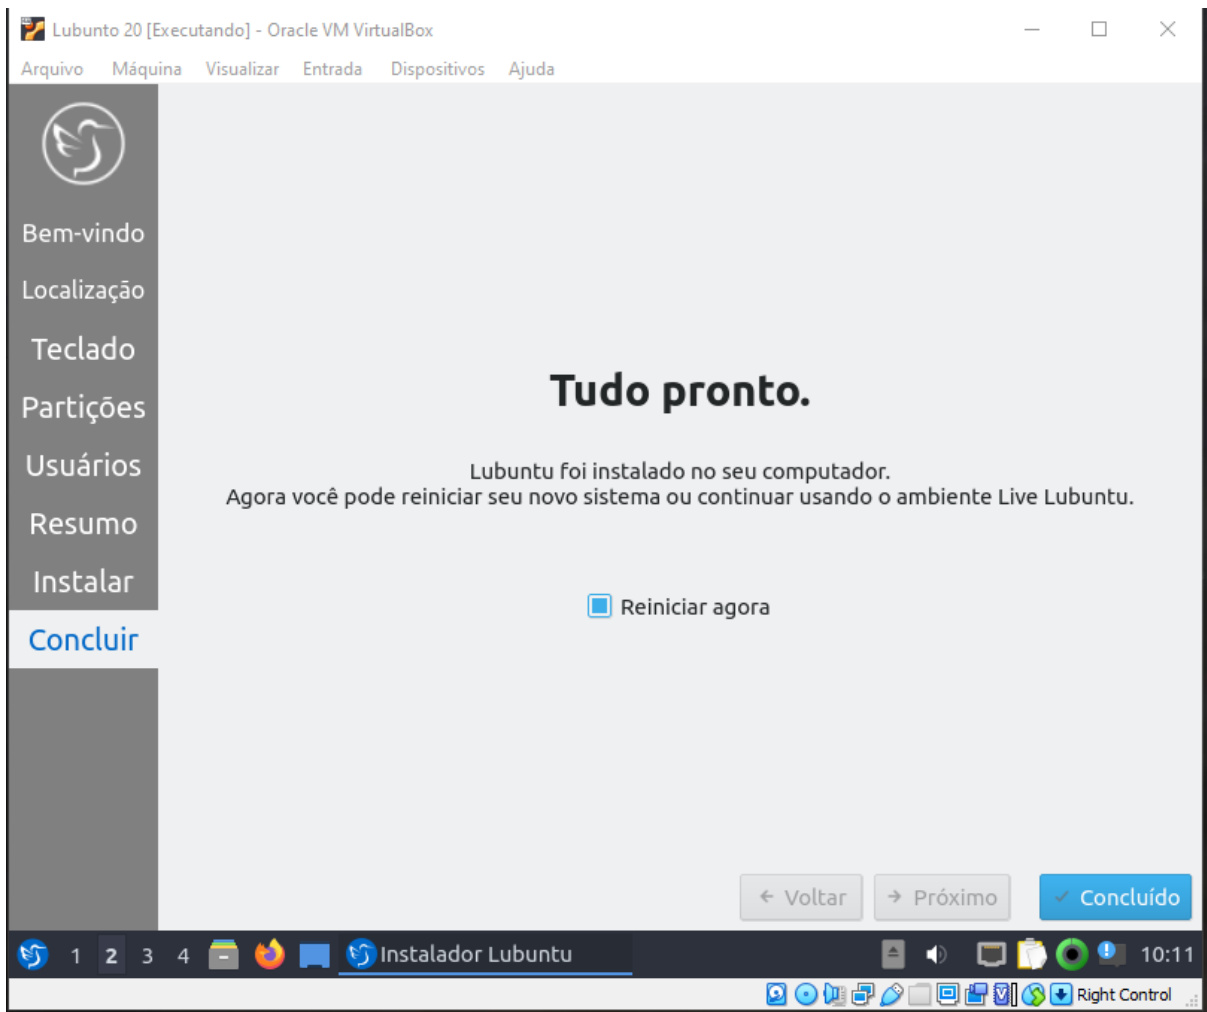 Lubunto 20 [Executando] - Oracle VM VirtualBox
Arquivo Máquina Visualizar Entrada Dispositivos Ajuda
Bem-vindo
Localização
Teclado
Partições
Usuários
Resumo
Instalar
Concluir
Tudo pronto.
Lubuntu foi instalado no seu computador.
Agora você pode reiniciar seu novo sistema ou continuar usando o ambiente Live Lubuntu.
Reiniciar agora
Voltar Próximo Concluído
1 2 3 4 Instalador Lubuntu 10:11
Right Control